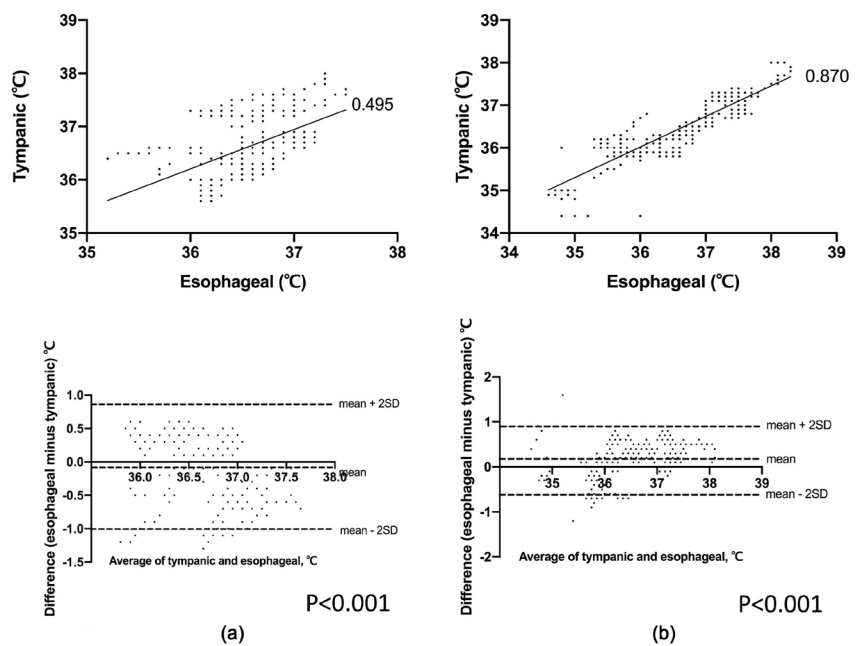 39
38
37
36
35
Tympanic (℃)
0.495
35
36
37
38
Esophageal (℃)
39
38
37
36
35
34
Tympanic (℃)
0.870
34
35
36
37
38
39
Esophageal (℃)
Difference (esophageal minus tympanic) ℃
1.0
0.5
0.0
-0.5
-1.0
-1.5
mean + 2SD
mean
mean - 2SD
36.0
36.5
37.0
37.5
38.0
Average of tympanic and esophageal, ℃
P<0.001
(a)
Difference (esophageal minus tympanic) ℃
2
1
0
-1
-2
mean + 2SD
mean
mean - 2SD
35
36
37
38
39
Average of tympanic and esophageal, ℃
P<0.001
(b)